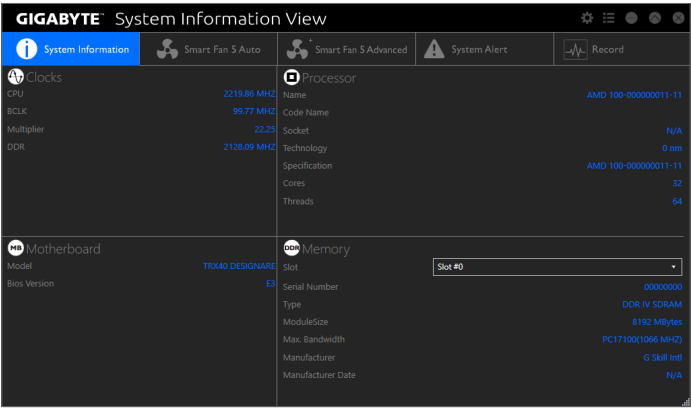 GIGABYTE™ System Information View
System Information
Smart Fan 5 Auto
Smart Fan 5 Advanced
System Alert
Record
Clocks
CPU 2219.86 MHZ
BCLK 99.77 MHZ
Multiplier 22.25
DDR 2128.09 MHZ
Processor
Name AMD 100-000000011-11
Code Name
Socket N/A
Technology 0 nm
Specification AMD 100-000000011-11
Cores 32
Threads 64
MB Motherboard
Model TRX40 DESIGNARE
Bios Version E3
DDR Memory
Slot Slot #0
Serial Number 00000000
Type DDR IV SDRAM
ModuleSize 8192 MBytes
Max. Bandwidth PC17100(1066 MHZ)
Manufacturer G Skill Intl
Manufacturer Date N/A